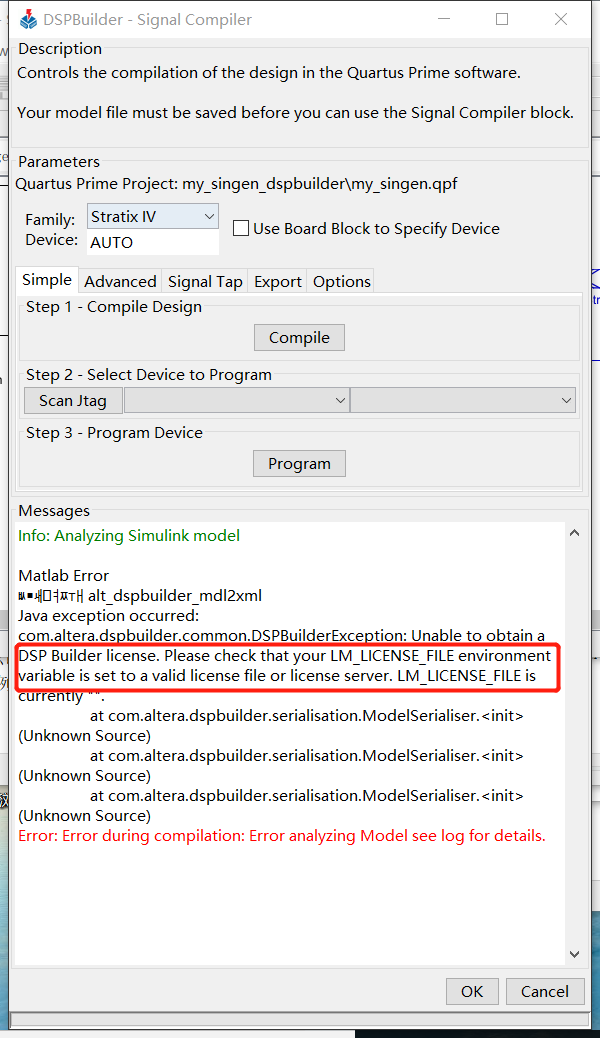 DSPBuilder - Signal Compiler
Description
Controls the compilation of the design in the Quartus Prime software.
Your model file must be saved before you can use the Signal Compiler block.
Parameters
Quartus Prime Project: my_singen_dspbuilder\my_singen.qpf
Family: Stratix IV
Use Board Block to Specify Device
Device: AUTO
Simple Advanced Signal Tap Export Options
Step 1 - Compile Design
Compile
Step 2 - Select Device to Program
Scan Jtag
Step 3 - Program Device
Program
Messages
Info: Analyzing Simulink model
Matlab Error
alt_dspbuilder_mdl2xml
Java exception occurred:
com.altera.dspbuilder.common.DSPBuilderException: Unable to obtain a
DSP Builder license. Please check that your LM_LICENSE_FILE environment
variable is set to a valid license file or license server. LM_LICENSE_FILE is
currently "".
at com.altera.dspbuilder.serialisation.ModelSerialiser.<init>
(Unknown Source)
at com.altera.dspbuilder.serialisation.ModelSerialiser.<init>
(Unknown Source)
at com.altera.dspbuilder.serialisation.ModelSerialiser.<init>
(Unknown Source)
Error: Error during compilation: Error analyzing Model see log for details.
OK Cancel